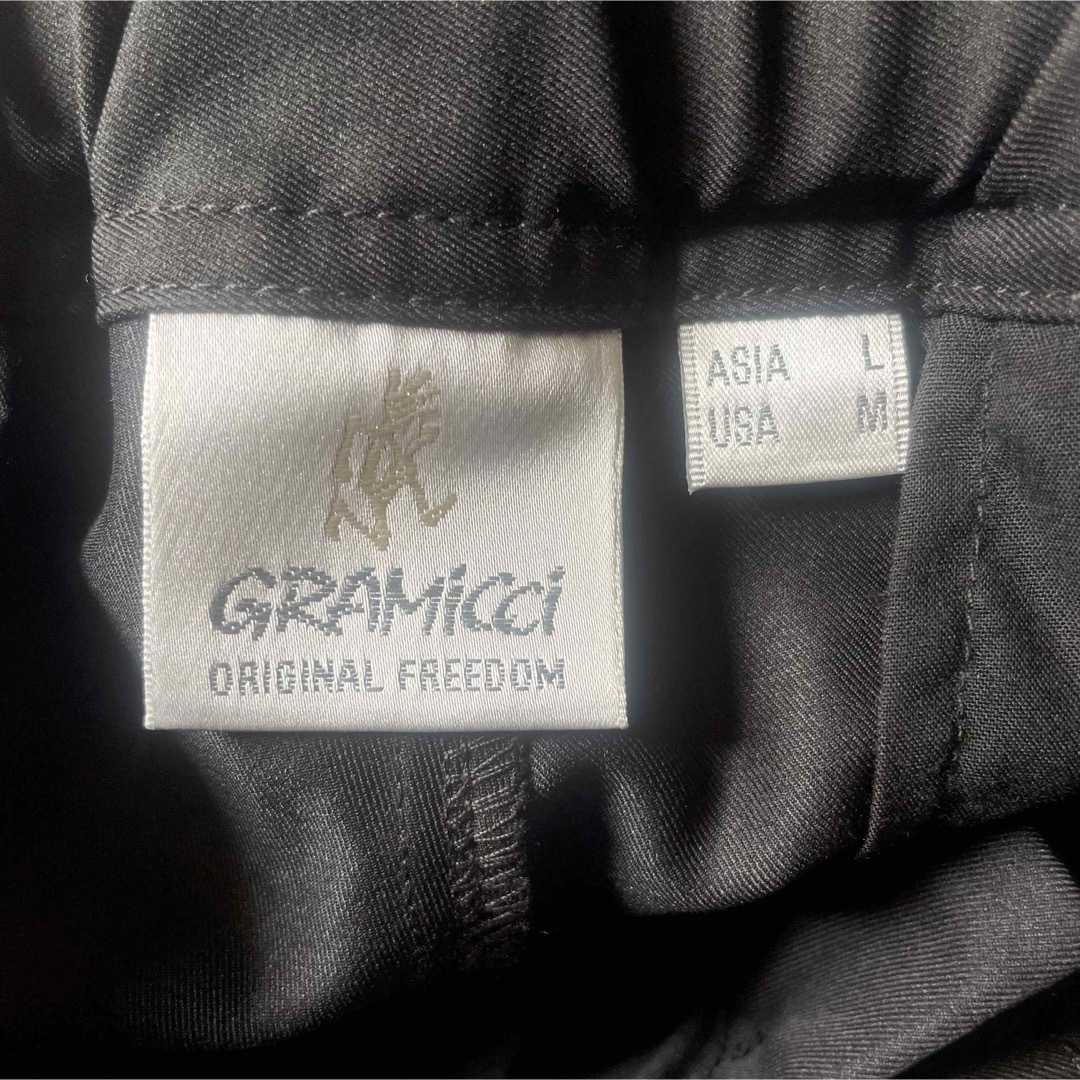 GRAMiCCi
ORIGINAL FREEDOM
ASIA L
USA M